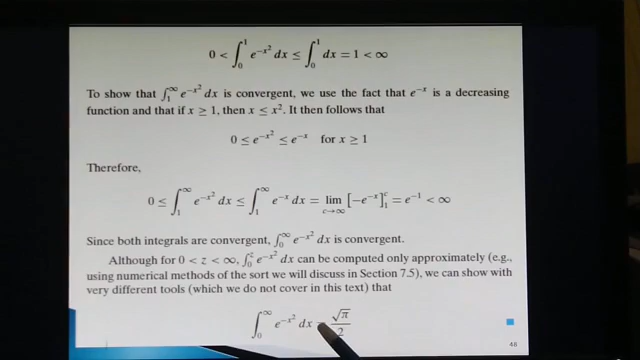 0 < ∫₀¹ e^{-x²} dx ≤ ∫₀¹ dx = 1 < ∞
To show that ∫₁^∞ e^{-x²} dx is convergent, we use the fact that e^{-x} is a decreasing
function and that if x ≥ 1, then x ≤ x². It then follows that
0 ≤ e^{-x²} ≤ e^{-x} for x ≥ 1
Therefore,
0 ≤ ∫₁^∞ e^{-x²} dx ≤ ∫₁^∞ e^{-x} dx = lim_{c→∞} [-e^{-x}]₁^c = e^{-1} < ∞
Since both integrals are convergent, ∫₀^∞ e^{-x²} dx is convergent.
Although for 0 < z < ∞, ∫₀^z e^{-x²} dx can be computed only approximately (e.g.,
using numerical methods of the sort we will discuss in Section 7.5), we can show with
very different tools (which we do not cover in this text) that
∫₀^∞ e^{-x²} dx = √π / 2
48